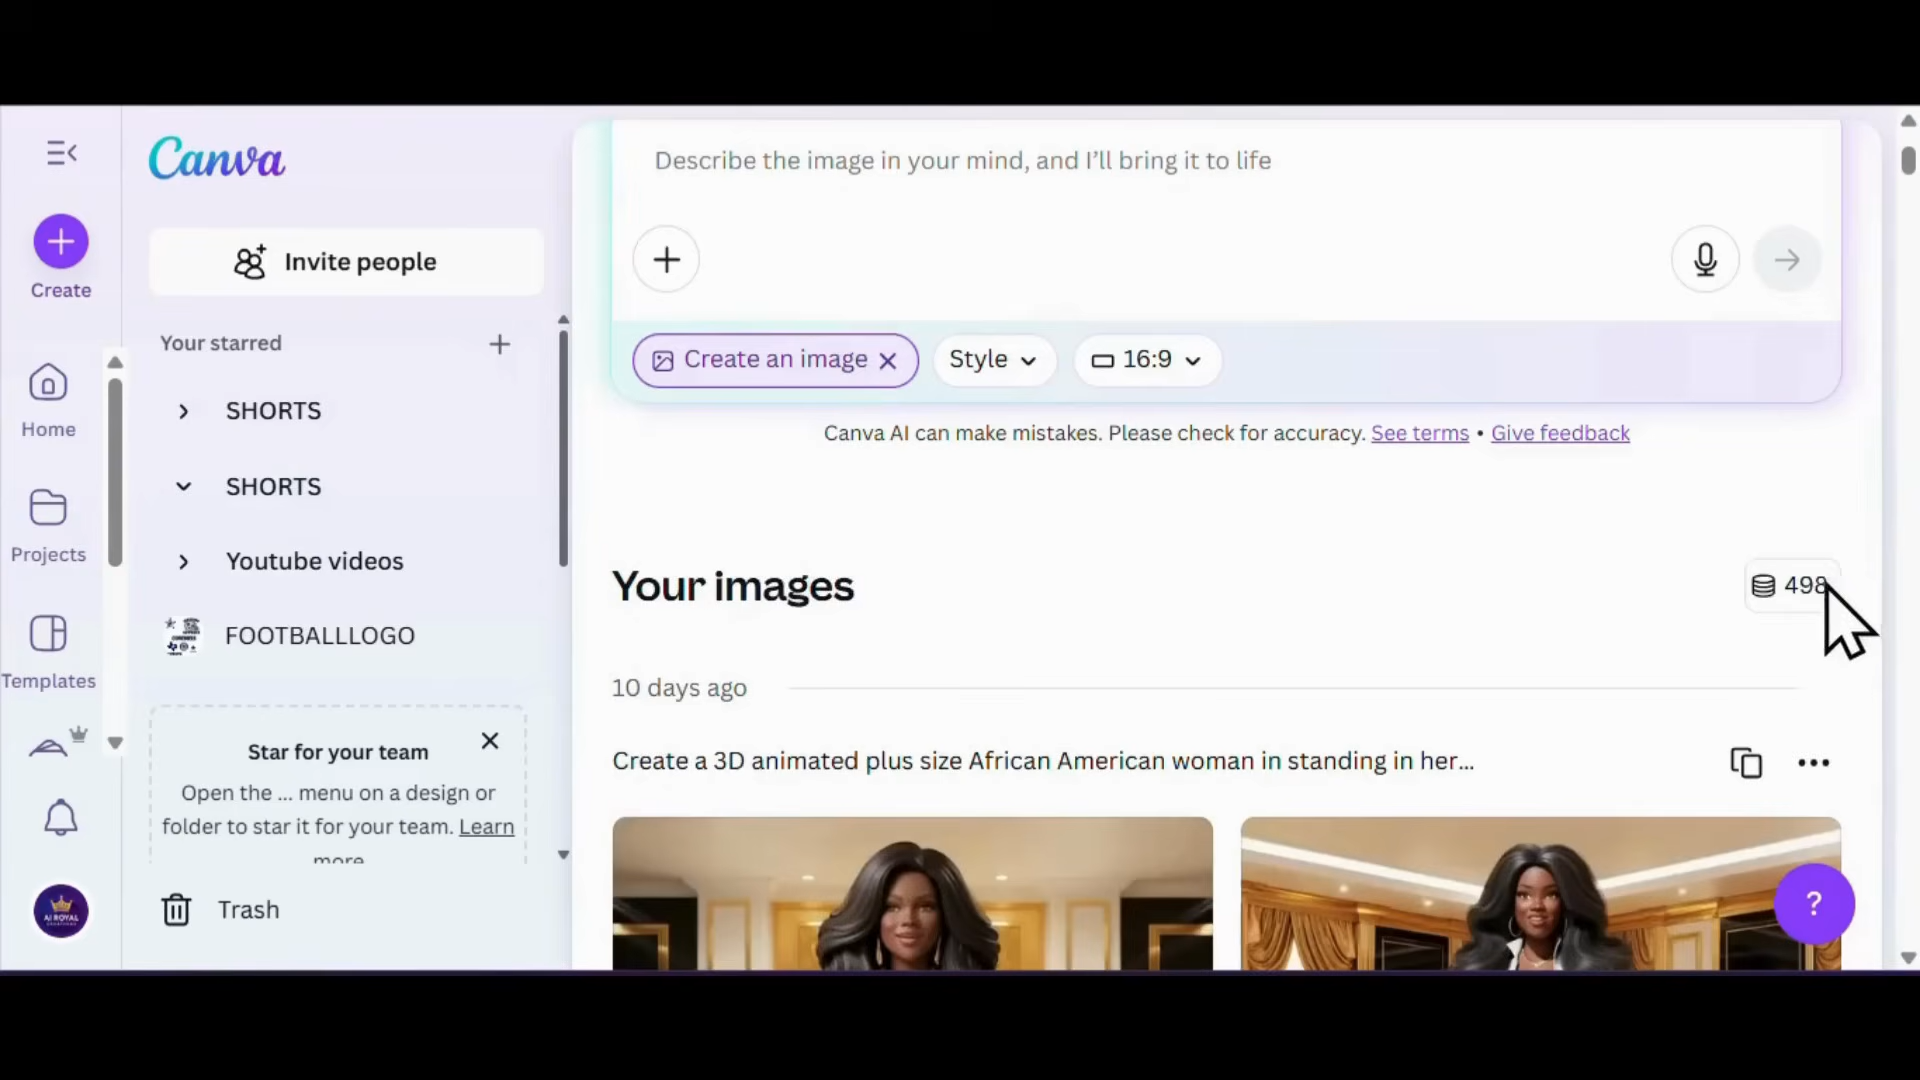 Canva
Create
Invite people
Your starred
Home
SHORTS
SHORTS
Projects
Youtube videos
FOOTBALLLOGO
Templates
Star for your team
Open the ... menu on a design or
folder to star it for your team. Learn
more
AI ROYAL
Trash
Describe the image in your mind, and I’ll bring it to life
Create an image
Style
16:9
Canva AI can make mistakes. Please check for accuracy. See terms • Give feedback
Your images
498
10 days ago
Create a 3D animated plus size African American woman in standing in her...
?